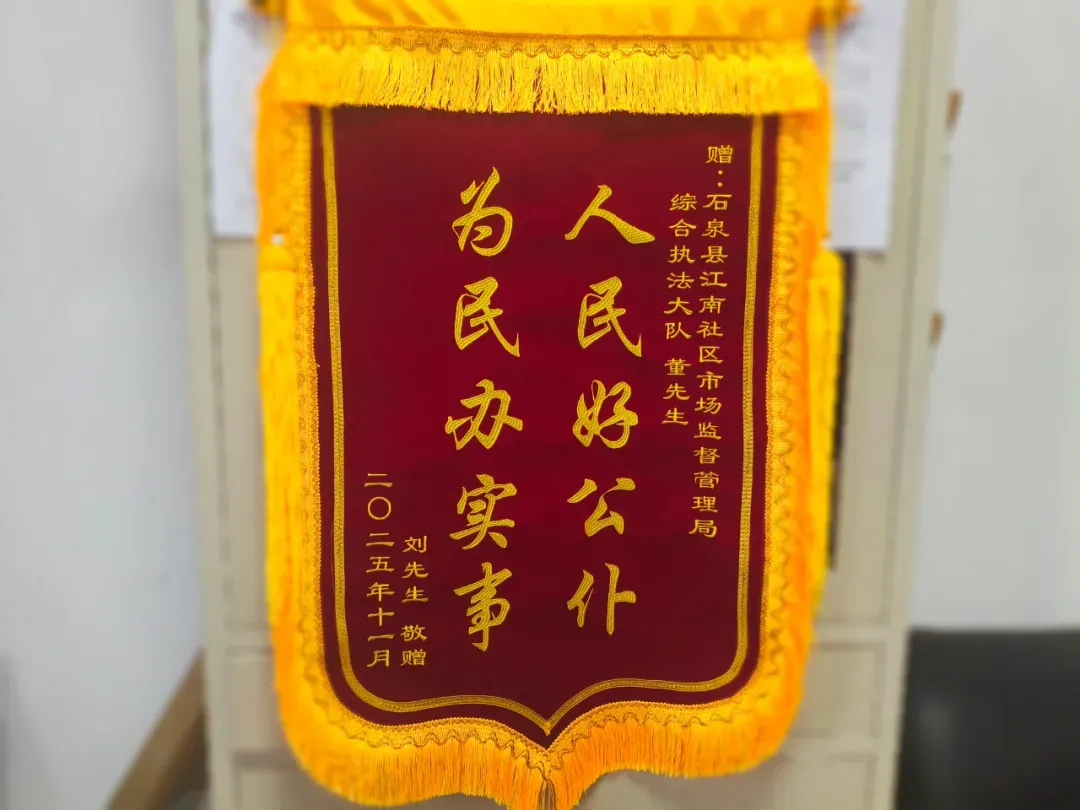 赠：石泉县江南社区市场监督管理局
综合执法大队 董先生
人民好公仆
为民办实事
刘先生 敬赠
二〇二五年十一月